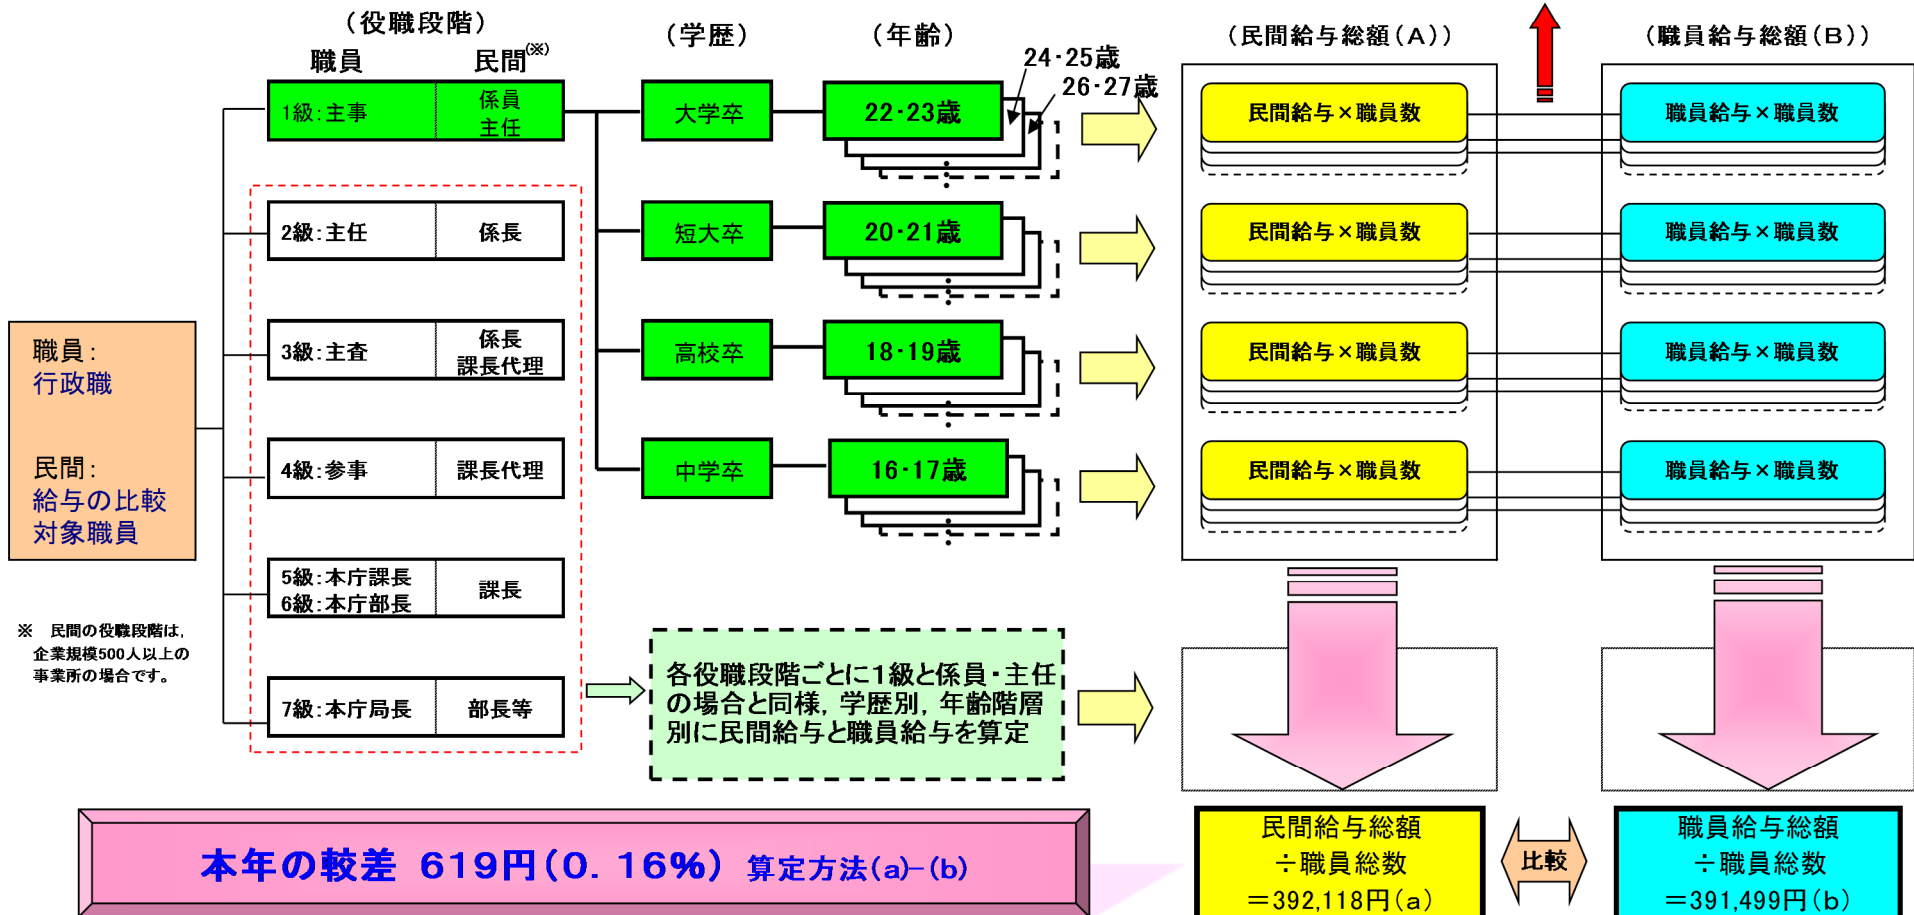 (役職段階)
職員
民間(※)
(学歴)
(年齢)
24・25歳
26・27歳
(民間給与総額(A))
(職員給与総額(B))
1級:主事
係員
主任
大学卒
22・23歳
民間給与×職員数
職員給与×職員数
2級:主任
係長
短大卒
20・21歳
民間給与×職員数
職員給与×職員数
職員:
行政職
民間:
給与の比較
対象職員
3級:主査
係長
課長代理
高校卒
18・19歳
民間給与×職員数
職員給与×職員数
4級:参事
課長代理
中学卒
16・17歳
民間給与×職員数
職員給与×職員数
5級:本庁課長
6級:本庁部長
課長
※ 民間の役職段階は,
企業規模500人以上の
事業所の場合です。
7級:本庁局長
部長等
各役職段階ごとに1級と係員・主任
の場合と同様, 学歴別, 年齢階層
別に民間給与と職員給与を算定
本年の較差 619円(0. 16%) 算定方法(a)-(b)
民間給与総額
÷職員総数
=392,118円(a)
比較
職員給与総額
÷職員総数
=391,499円(b)